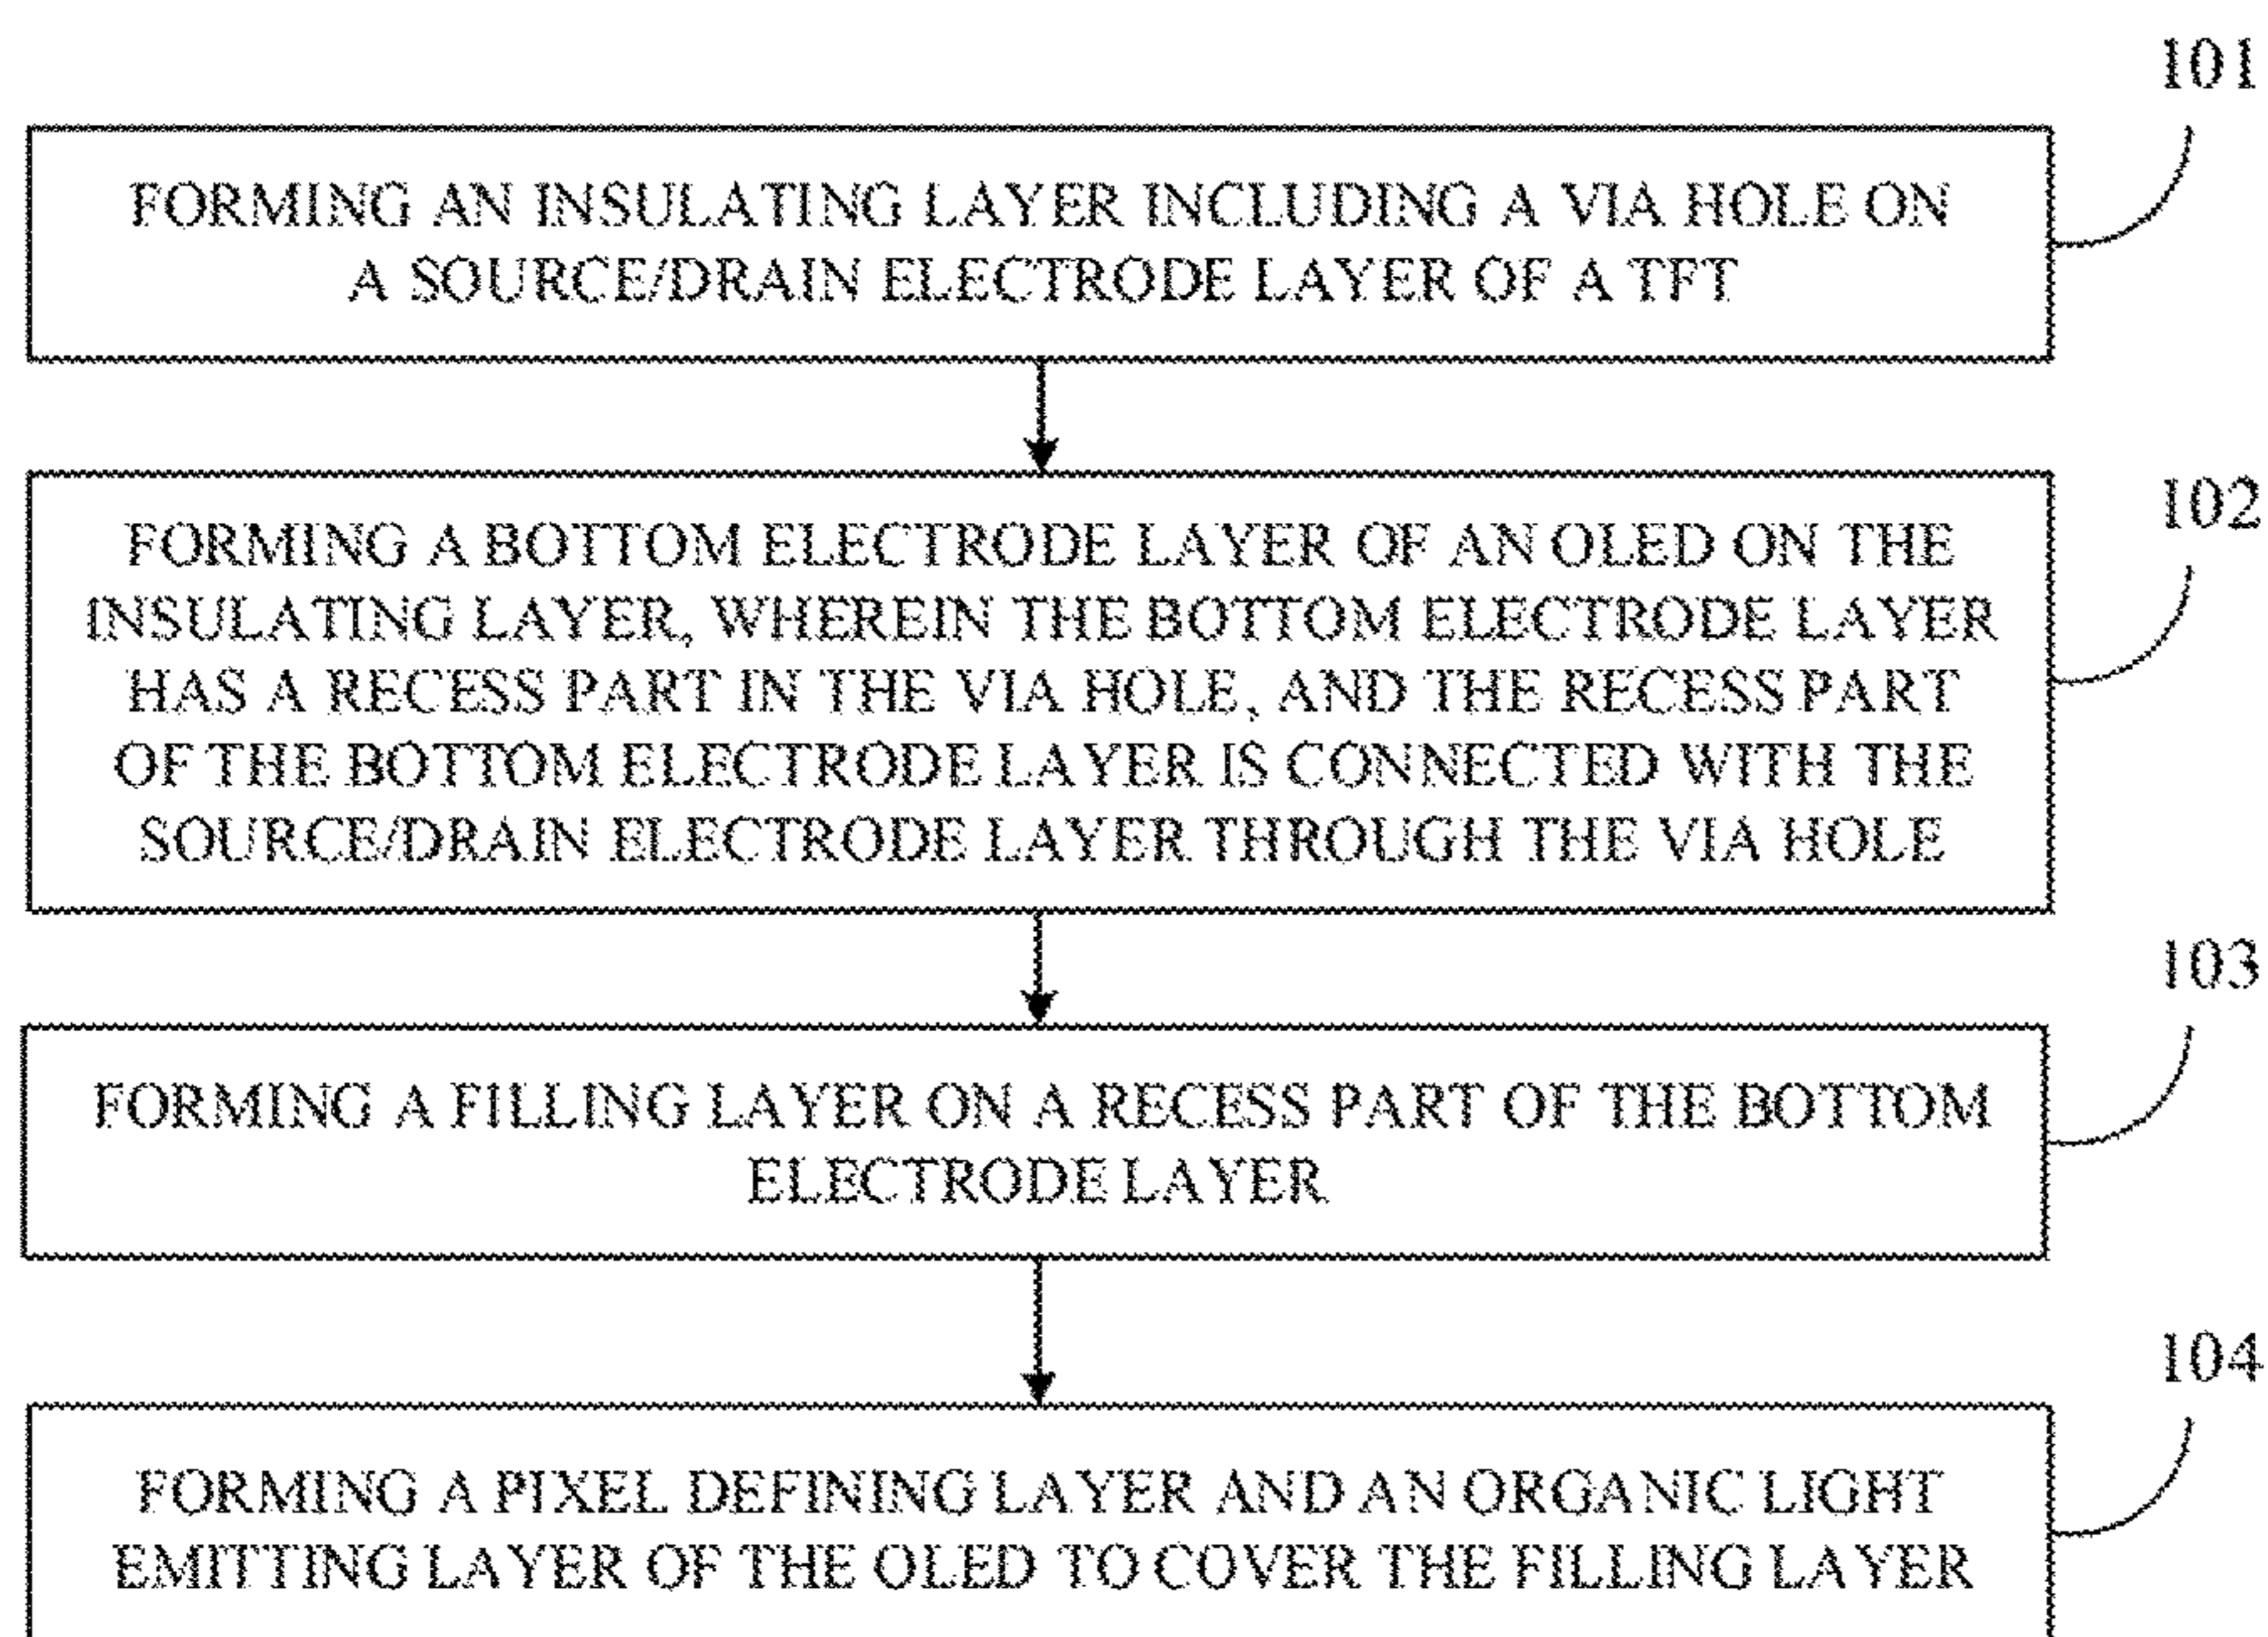 101
FORMING AN INSULATING LAYER INCLUDING A VIA HOLE ON
A SOURCE/DRAIN ELECTRODE LAYER OF A TFT
102
FORMING A BOTTOM ELECTRODE LAYER OF AN OLED ON THE
INSULATING LAYER, WHEREIN THE BOTTOM ELECTRODE LAYER
HAS A RECESS PART IN THE VIA HOLE, AND THE RECESS PART
OF THE BOTTOM ELECTRODE LAYER IS CONNECTED WITH THE
SOURCE/DRAIN ELECTRODE LAYER THROUGH THE VIA HOLE
103
FORMING A FILLING LAYER ON A RECESS PART OF THE BOTTOM
ELECTRODE LAYER
104
FORMING A PIXEL DEFINING LAYER AND AN ORGANIC LIGHT
EMITTING LAYER OF THE OLED TO COVER THE FILLING LAYER